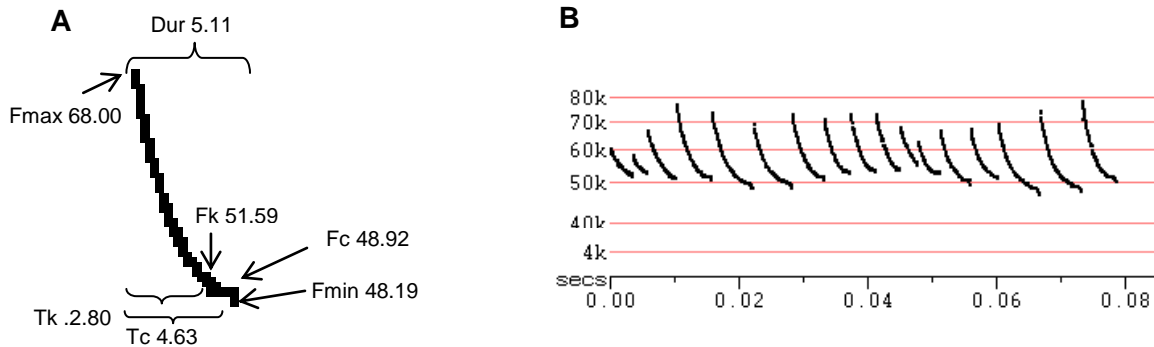 A
Dur 5.11
Fmax 68.00
Fk 51.59
Fc 48.92
Fmin 48.19
Tk .2.80
Tc 4.63
B
80k
70k
60k
50k
40k
4k
secs
0.00 0.02 0.04 0.06 0.08